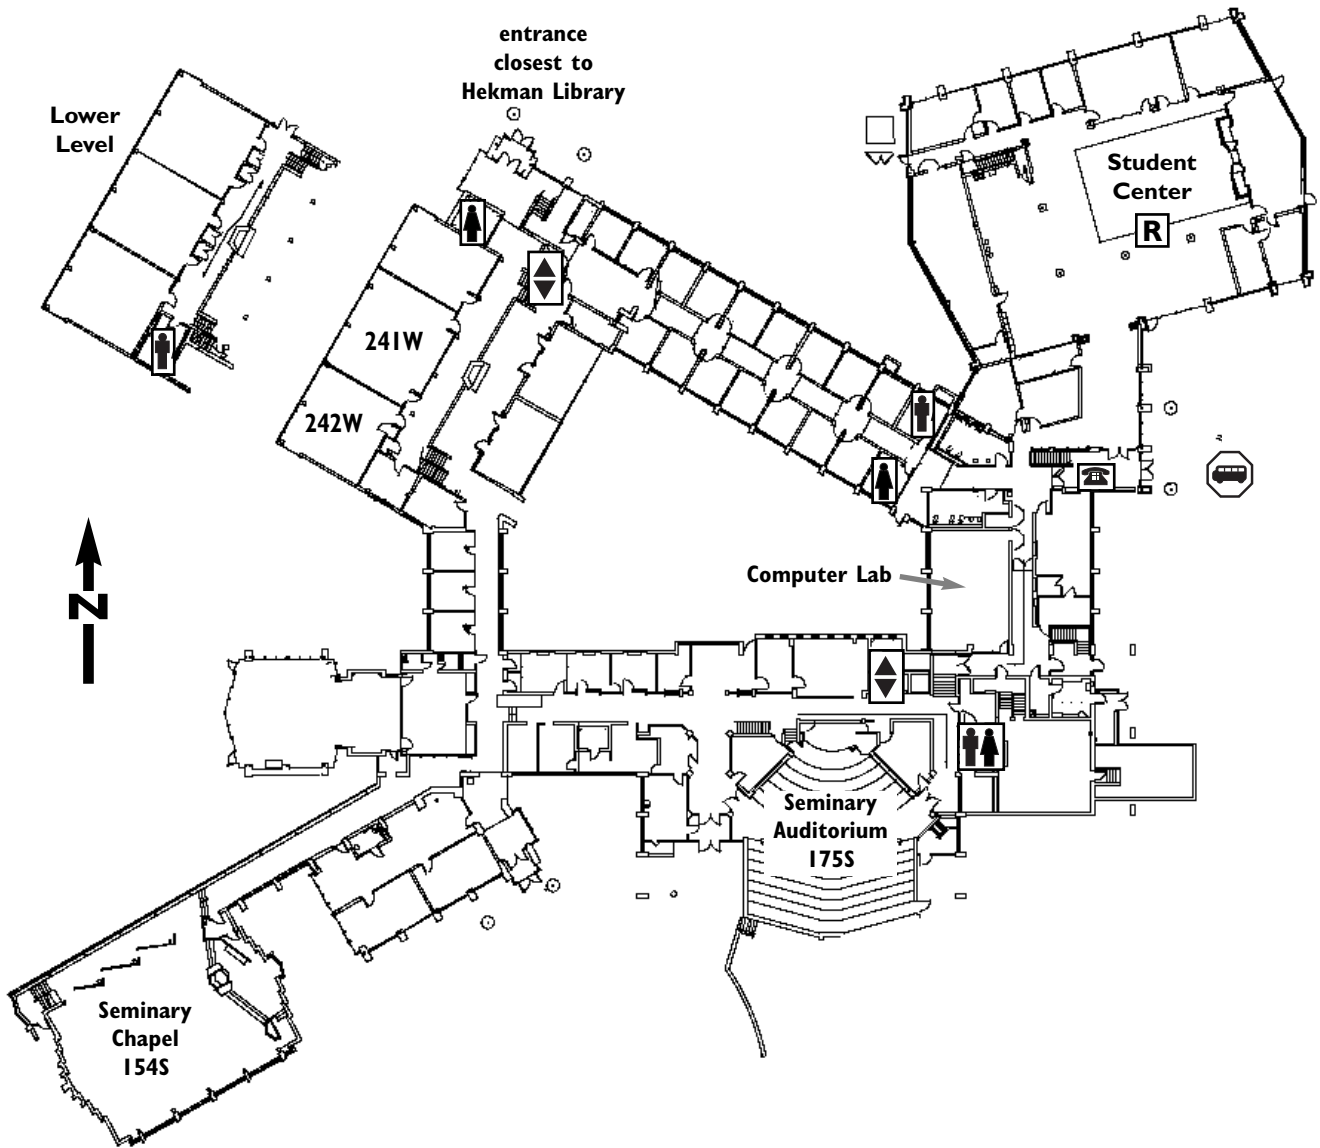 entrance
closest to
Hekman Library
Lower
Level
Student
Center
R
241W
242W
N
Computer Lab
Seminary
Auditorium
175S
Seminary
Chapel
154S